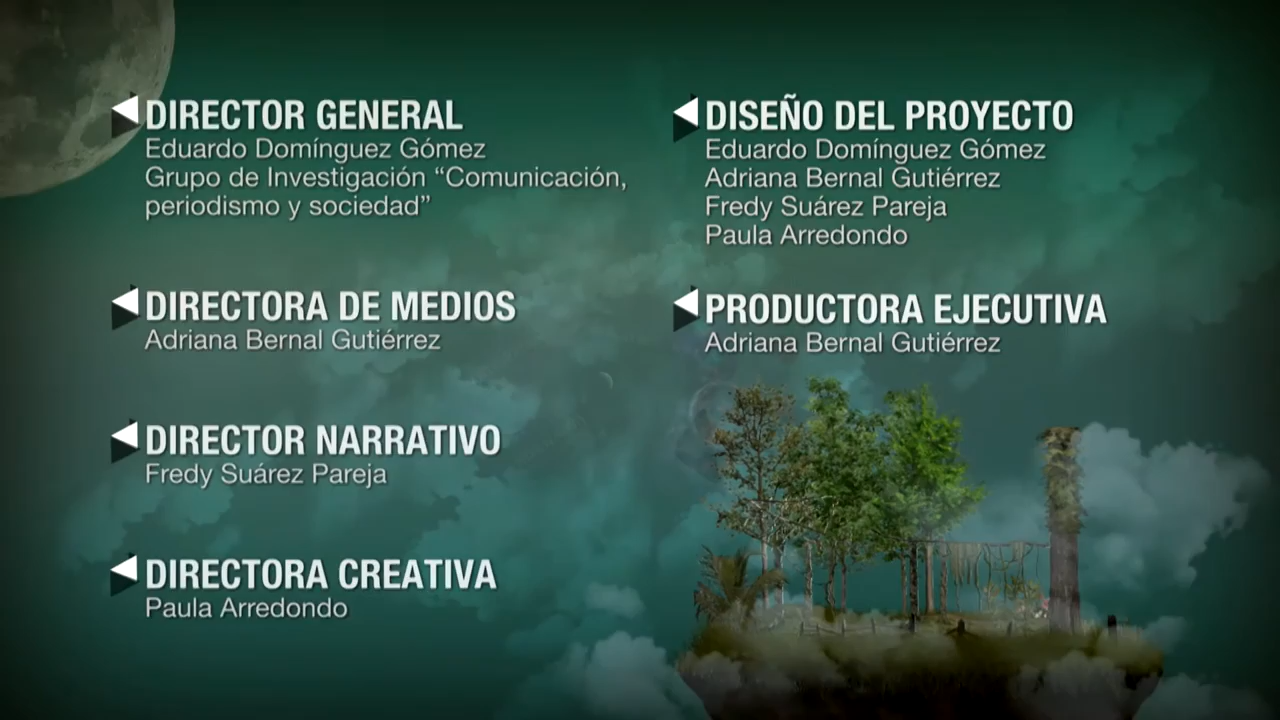 DIRECTOR GENERAL
Eduardo Domínguez Gómez
Grupo de Investigación “Comunicación,
periodismo y sociedad”
DIRECTORA DE MEDIOS
Adriana Bernal Gutiérrez
DIRECTOR NARRATIVO
Fredy Suárez Pareja
DIRECTORA CREATIVA
Paula Arredondo
DISEÑO DEL PROYECTO
Eduardo Domínguez Gómez
Adriana Bernal Gutiérrez
Fredy Suárez Pareja
Paula Arredondo
PRODUCTORA EJECUTIVA
Adriana Bernal Gutiérrez